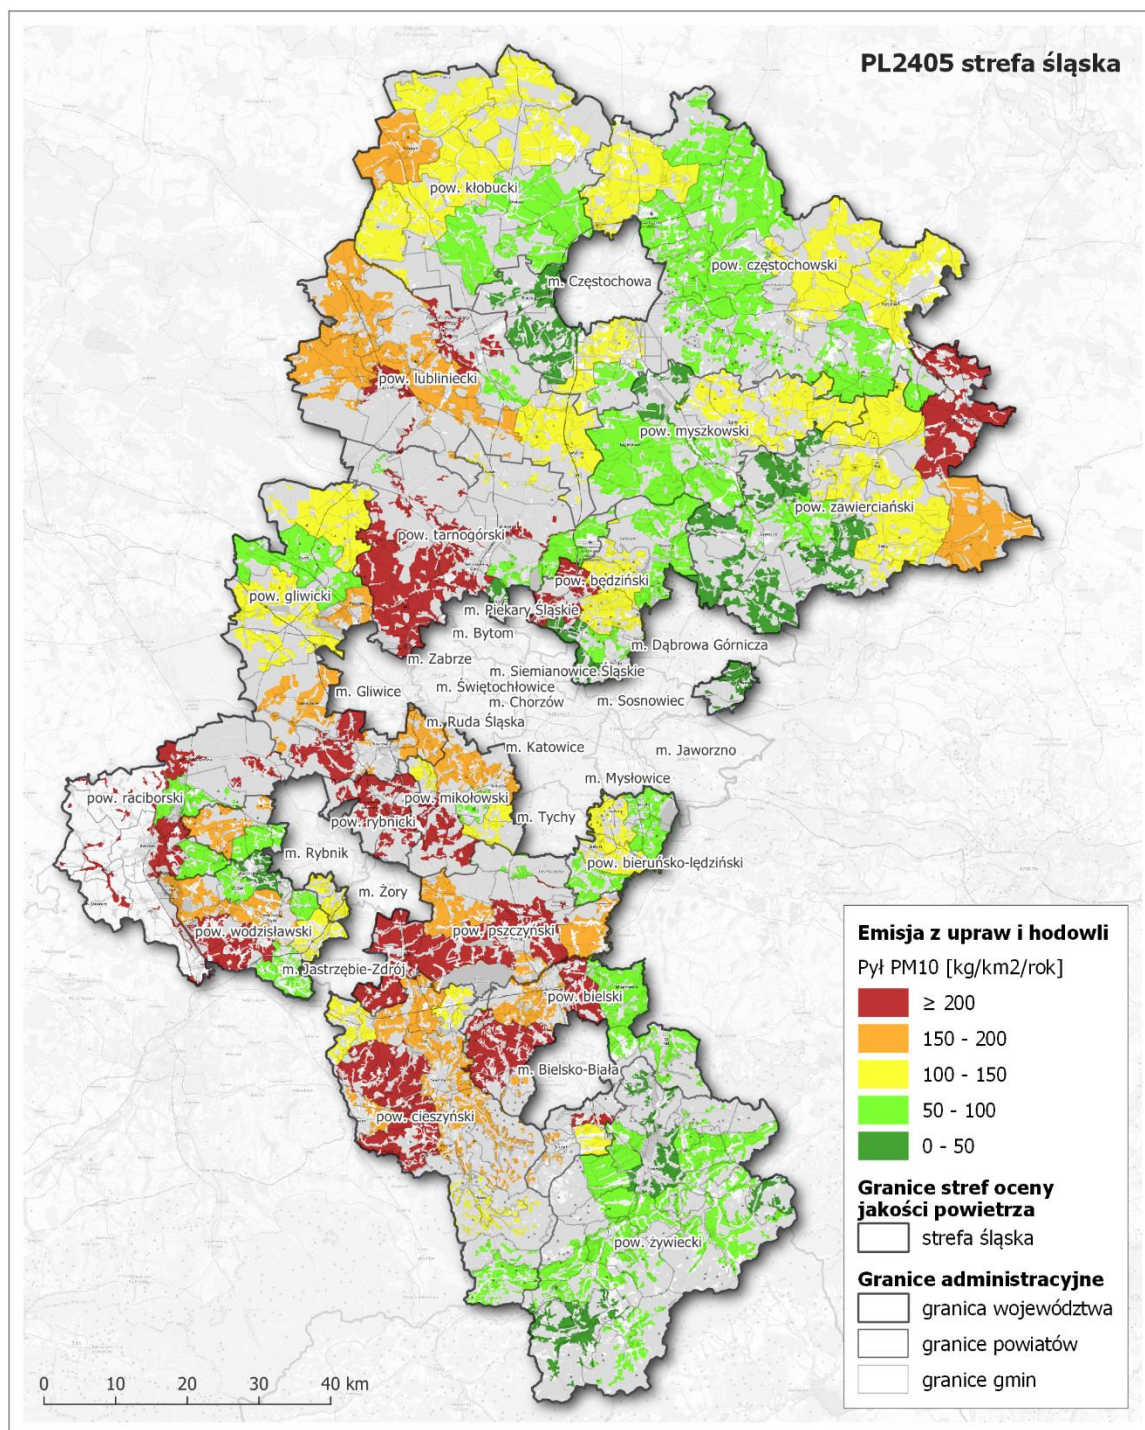 PL2405 strefa śląska
pow. kłobucki
pow. częstochowski
m. Częstochowa
pow. lubliniecki
pow. myszkowski
pow. zawierciański
pow. tarnogórski
pow. będziński
pow. gliwicki
m. Piekary Śląskie
m. Bytom
m. Dąbrowa Górnicza
m. Zabrze
m. Siemianowice Śląskie
m. Gliwice
m. Świętochłowice
m. Chorzów
m. Sosnowiec
m. Ruda Śląska
m. Katowice
m. Jaworzno
m. Mysłowice
pow. raciborski
pow. mikołowski
m. Tychy
pow. rybnicki
m. Rybnik
pow. bieruńsko-lędziński
m. Żory
pow. wodzisławski
pow. pszczyński
m. Jastrzębie-Zdrój
pow. bielski
m. Bielsko-Biała
pow. cieszyński
pow. żywiecki
Emisja z upraw i hodowli
Pył PM10 [kg/km2/rok]
≥ 200
150 - 200
100 - 150
50 - 100
0 - 50
Granice stref oceny
jakości powietrza
strefa śląska
Granice administracyjne
granica województwa
granice powiatów
granice gmin
0 10 20 30 40 km